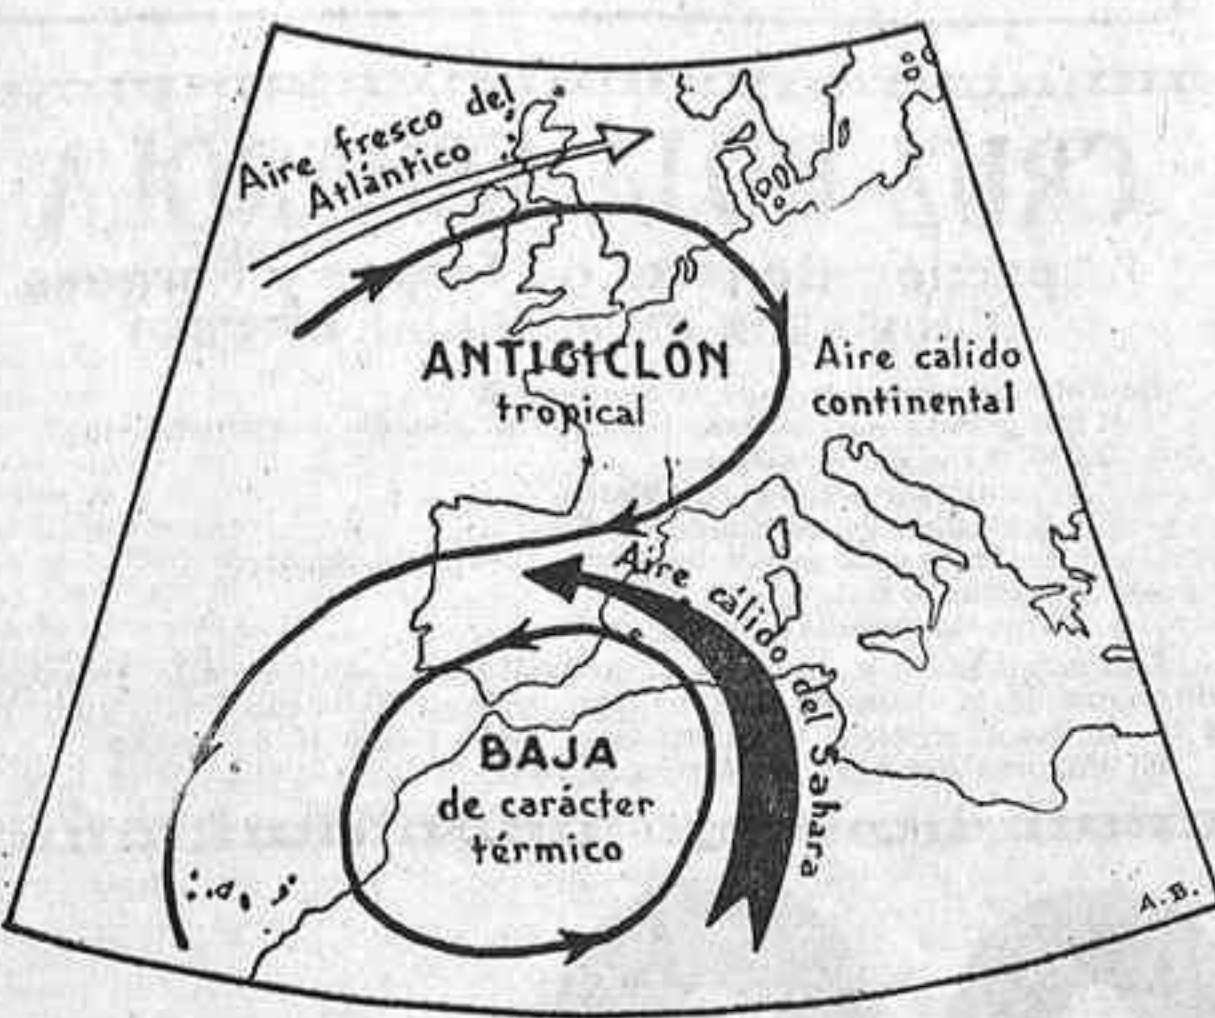 Aire fresco del
Atlántico
ANTICICLÓN
tropical
Aire cálido
continental
Aire cálido del Sahara
BAJA
de carácter
térmico
A.B.